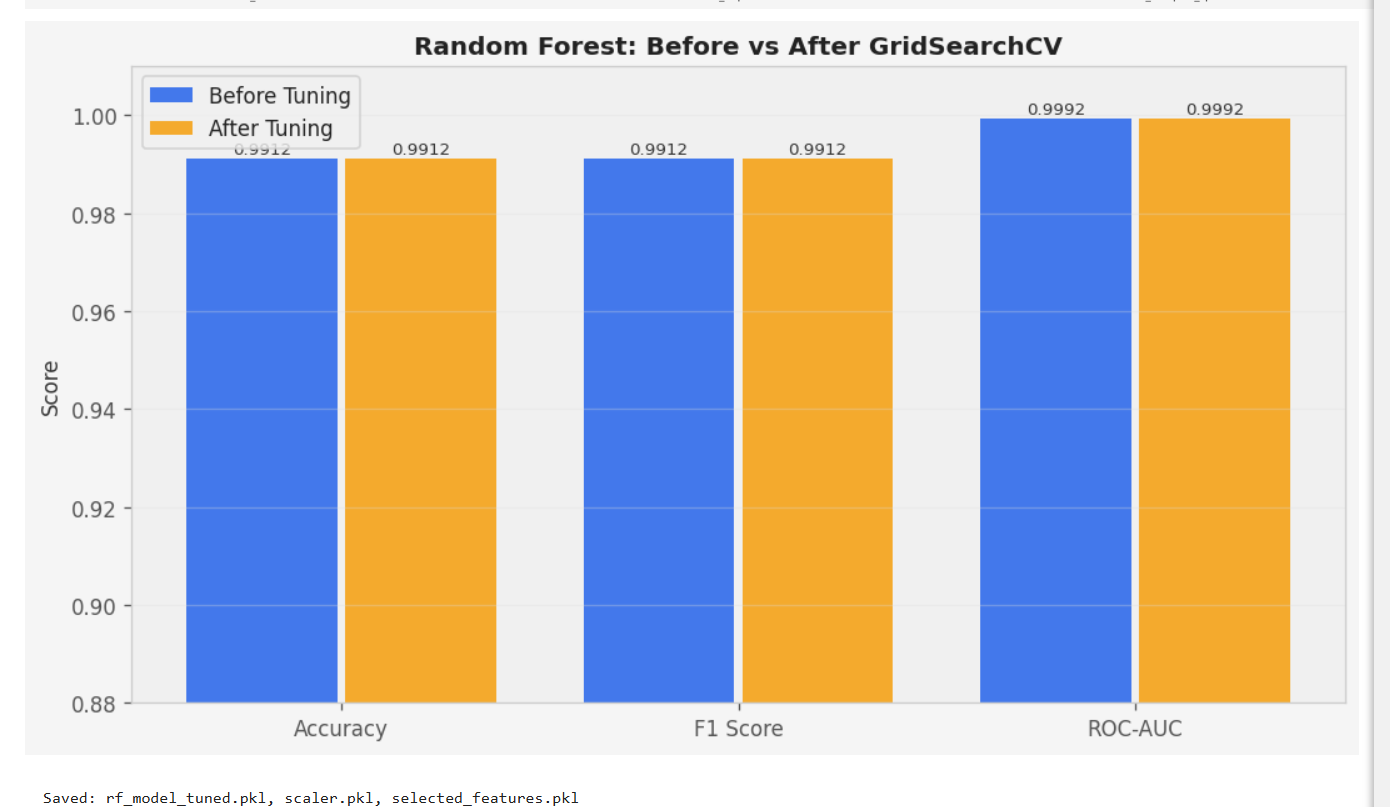 Random Forest: Before vs After GridSearchCV
Before Tuning
After Tuning
1.00
0.98
0.96
0.94
0.92
0.90
0.88
Score
0.9912
0.9912
0.9912
0.9912
0.9992
0.9992
Accuracy
F1 Score
ROC-AUC
Saved: rf_model_tuned.pkl, scaler.pkl, selected_features.pkl